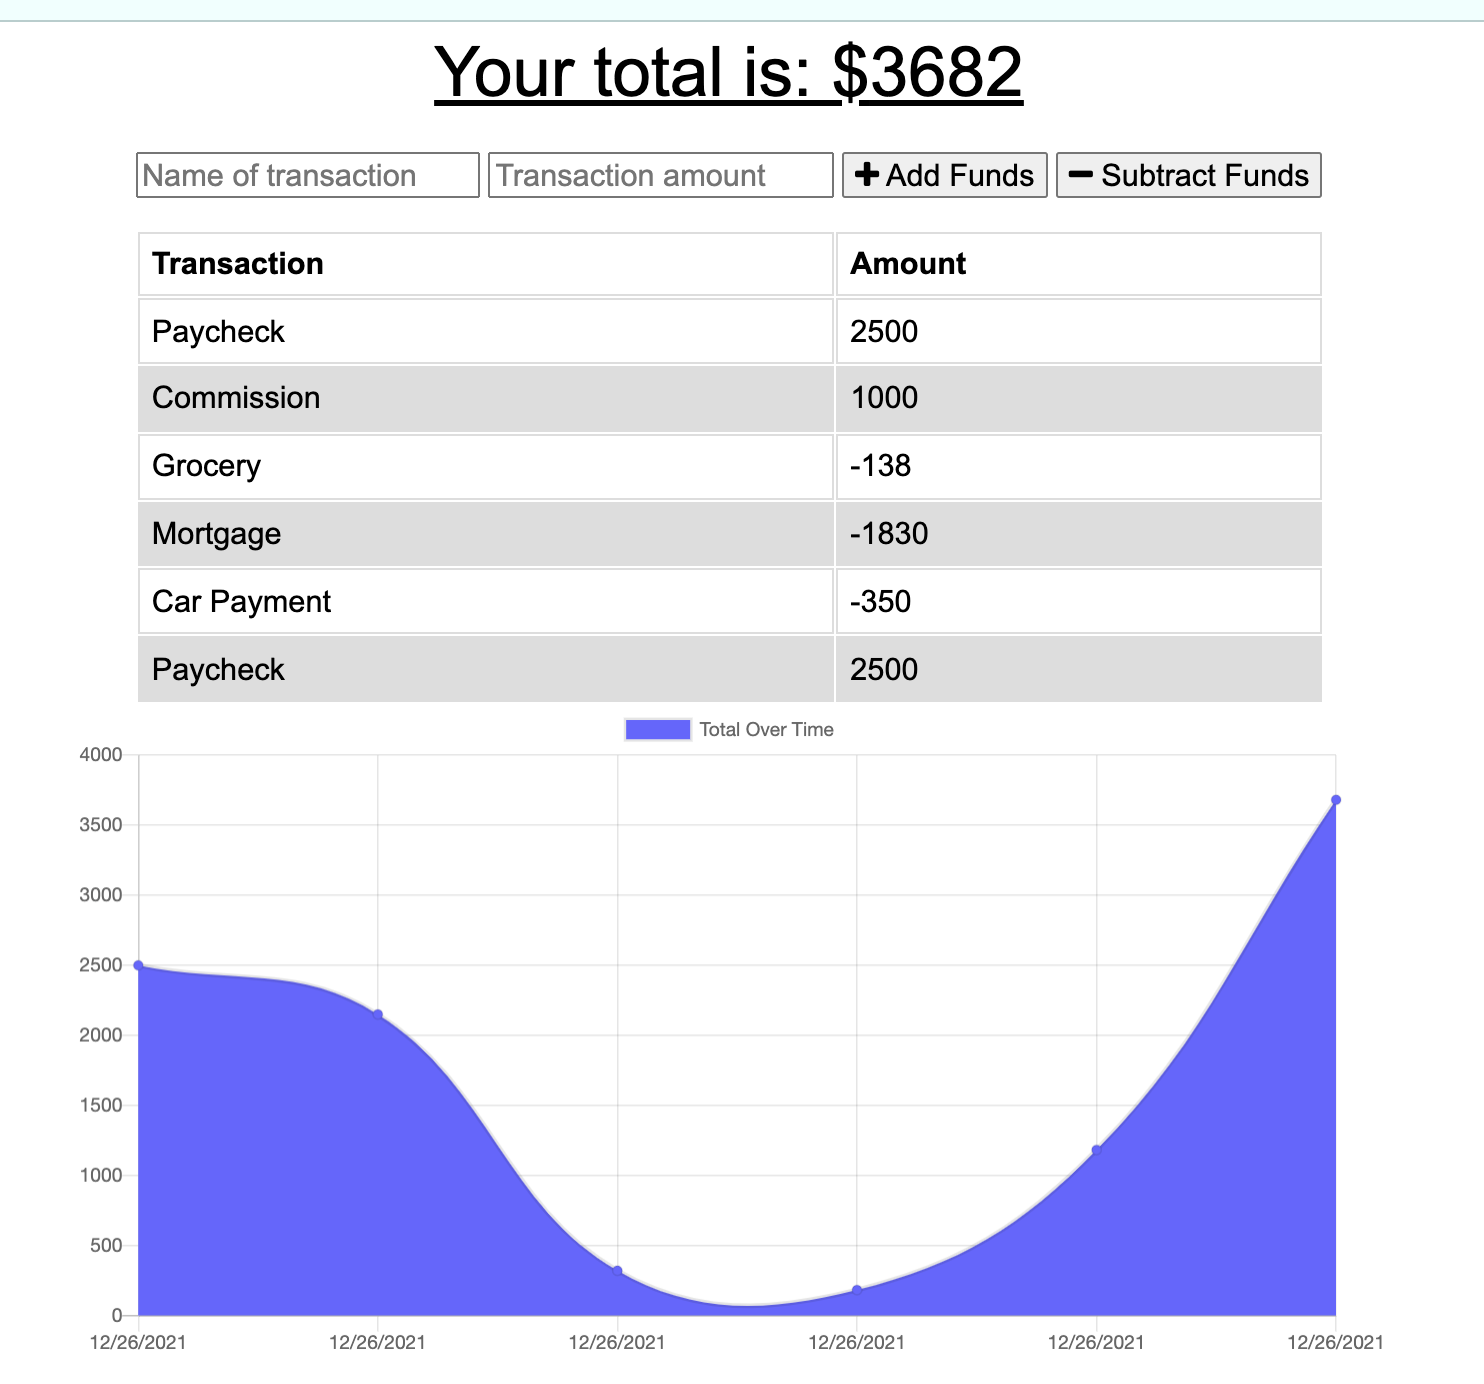 Your total is: $3682
Name of transaction Transaction amount Add Funds Subtract Funds
Transaction Amount
Paycheck 2500
Commission 1000
Grocery -138
Mortgage -1830
Car Payment -350
Paycheck 2500
Total Over Time
4000
3500
3000
2500
2000
1500
1000
500
0
12/26/2021 12/26/2021 12/26/2021 12/26/2021 12/26/2021 12/26/2021